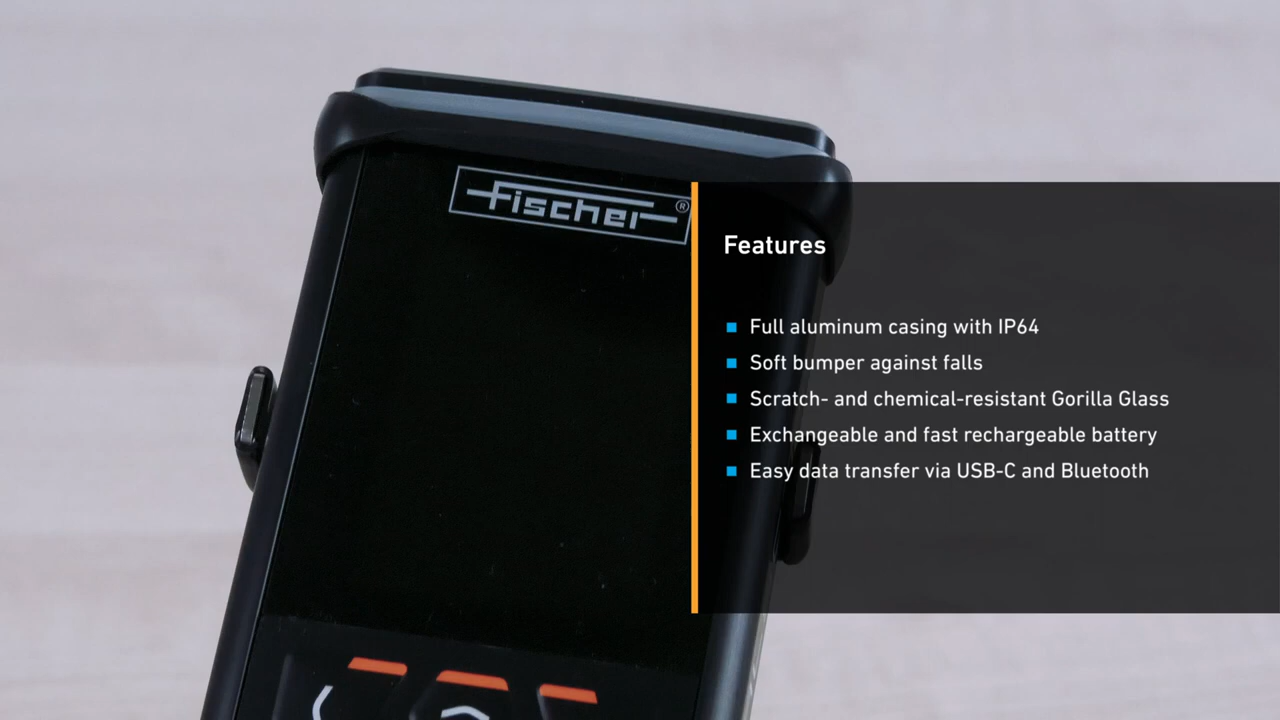 fischer®
Features
Full aluminum casing with IP64
Soft bumper against falls
Scratch- and chemical-resistant Gorilla Glass
Exchangeable and fast rechargeable battery
Easy data transfer via USB-C and Bluetooth